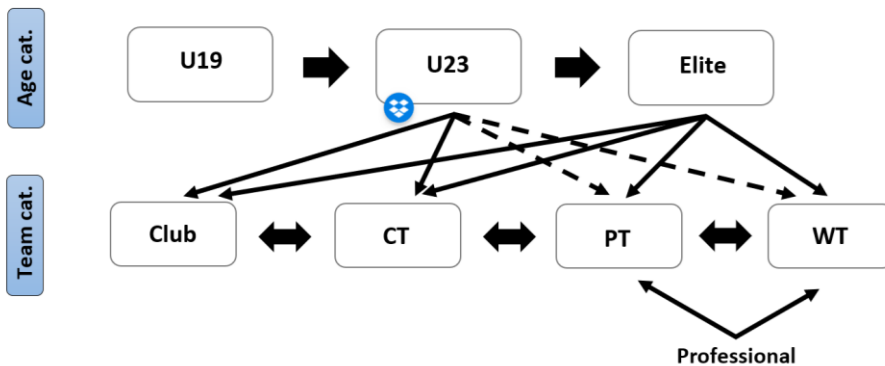 Age cat.
U19
U23
Elite
Team cat.
Club
CT
PT
WT
Professional